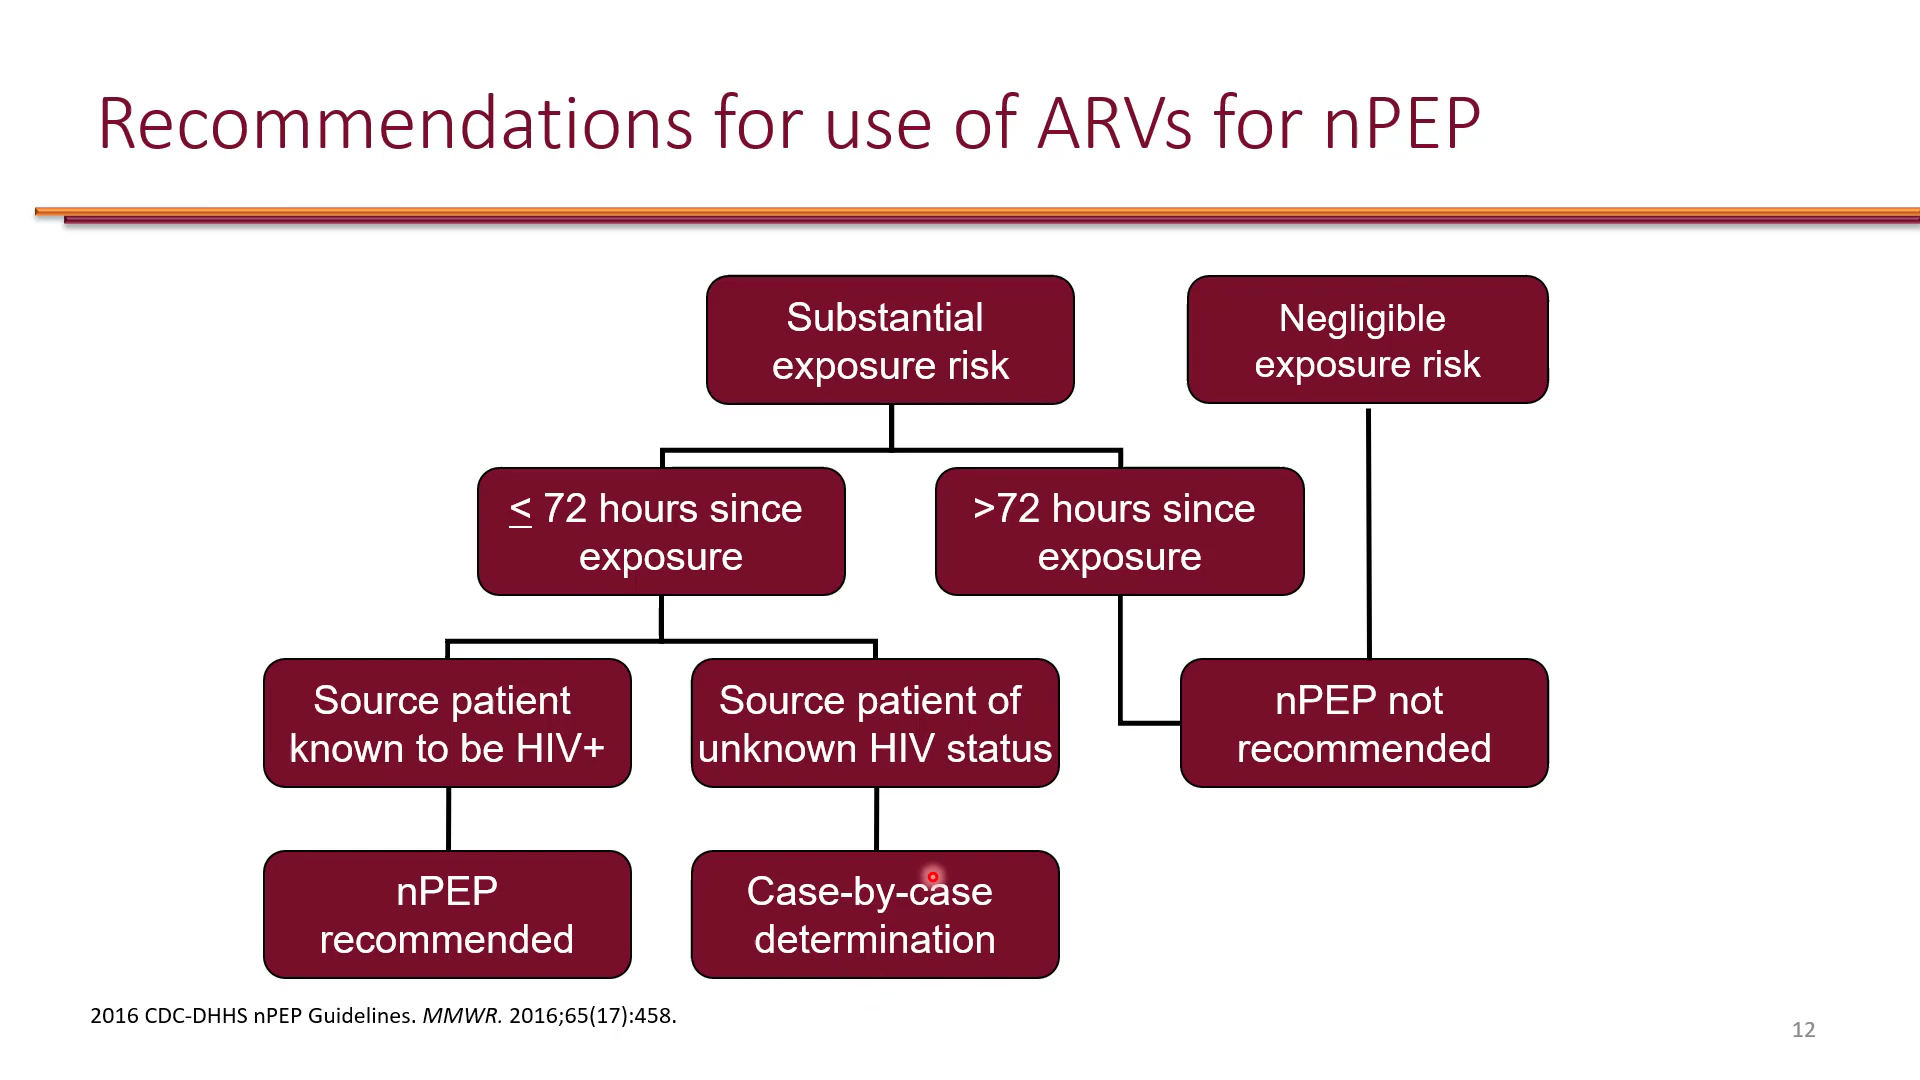 Recommendations for use of ARVs for nPEP
Substantial
exposure risk
Negligible
exposure risk
≤ 72 hours since
exposure
>72 hours since
exposure
Source patient
known to be HIV+
Source patient of
unknown HIV status
nPEP not
recommended
nPEP
recommended
Case-by-case
determination
2016 CDC-DHHS nPEP Guidelines. MMWR. 2016;65(17):458.
12